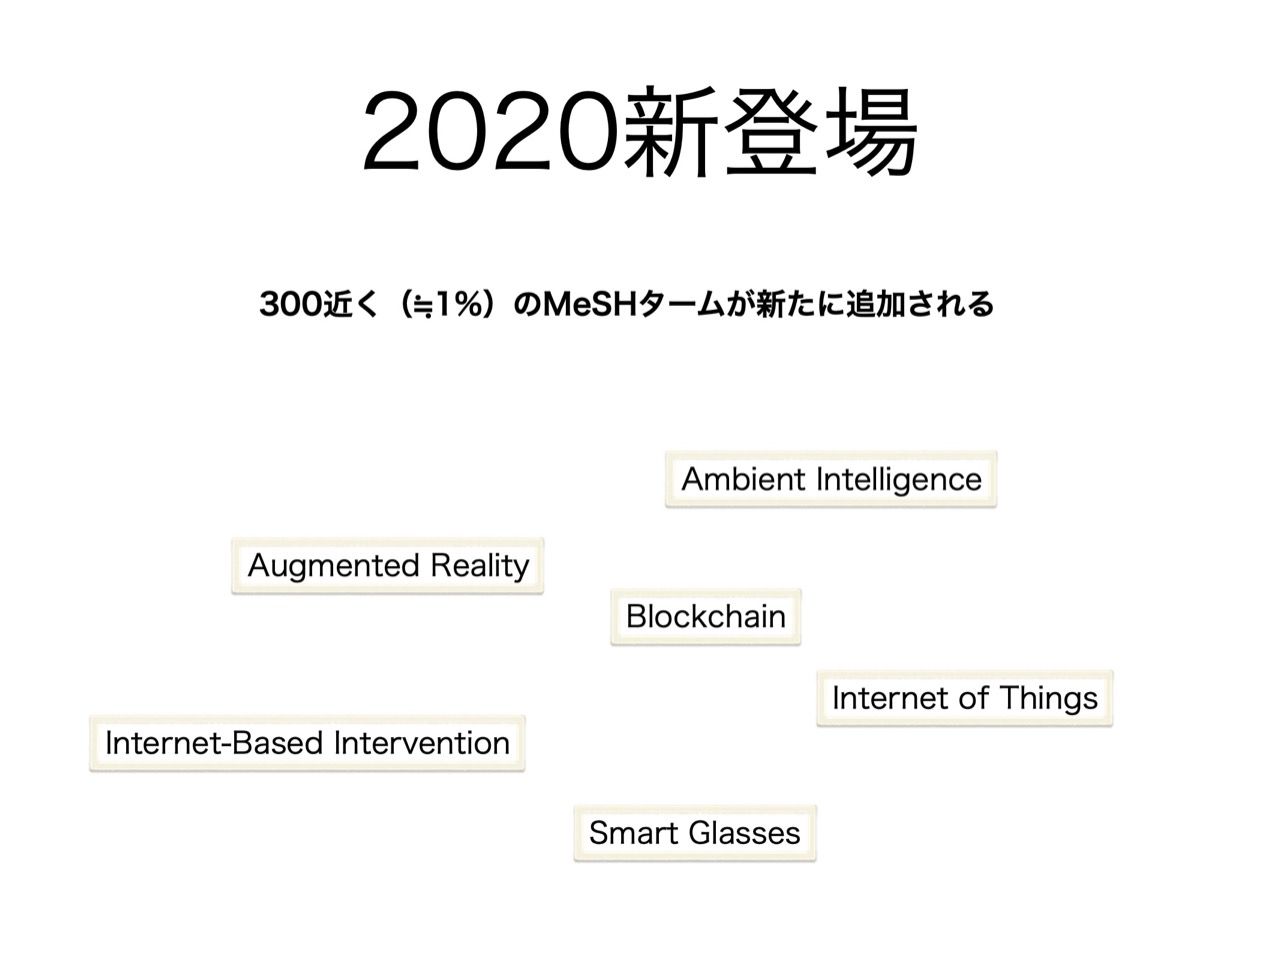 2020新登場
300近く（≒1%）のMeSHタームが新たに追加される
Ambient Intelligence
Augmented Reality
Blockchain
Internet of Things
Internet-Based Intervention
Smart Glasses